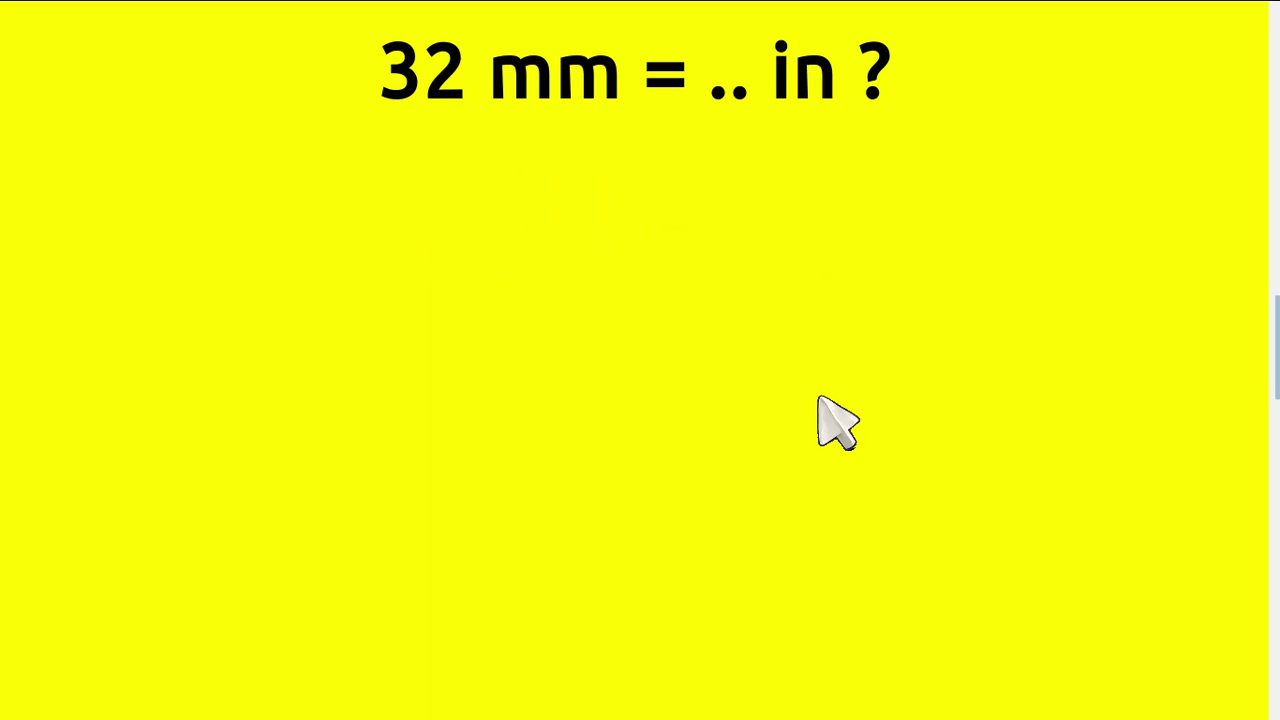 32 mm = .. in ?